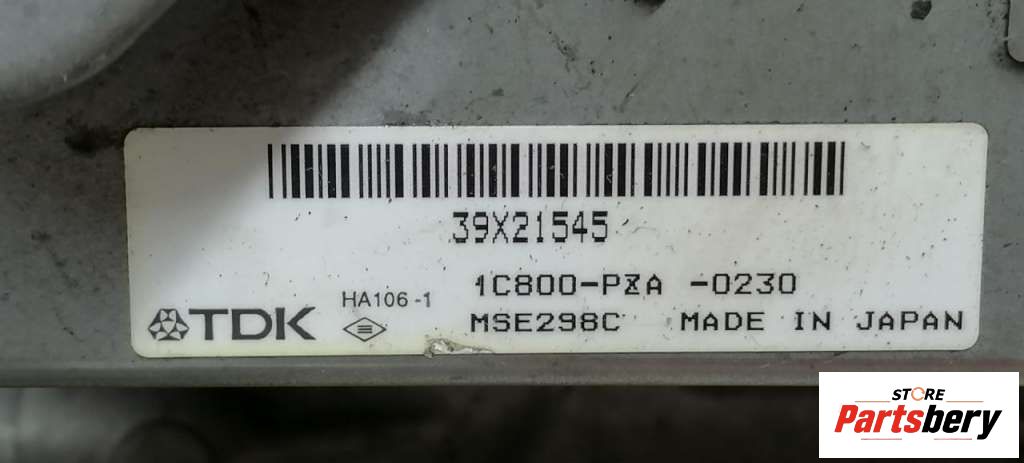 39X21545
1C800-PZA -0230
HA106 -1
TDK
MSE298C MADE IN JAPAN
STORE
Partsbery